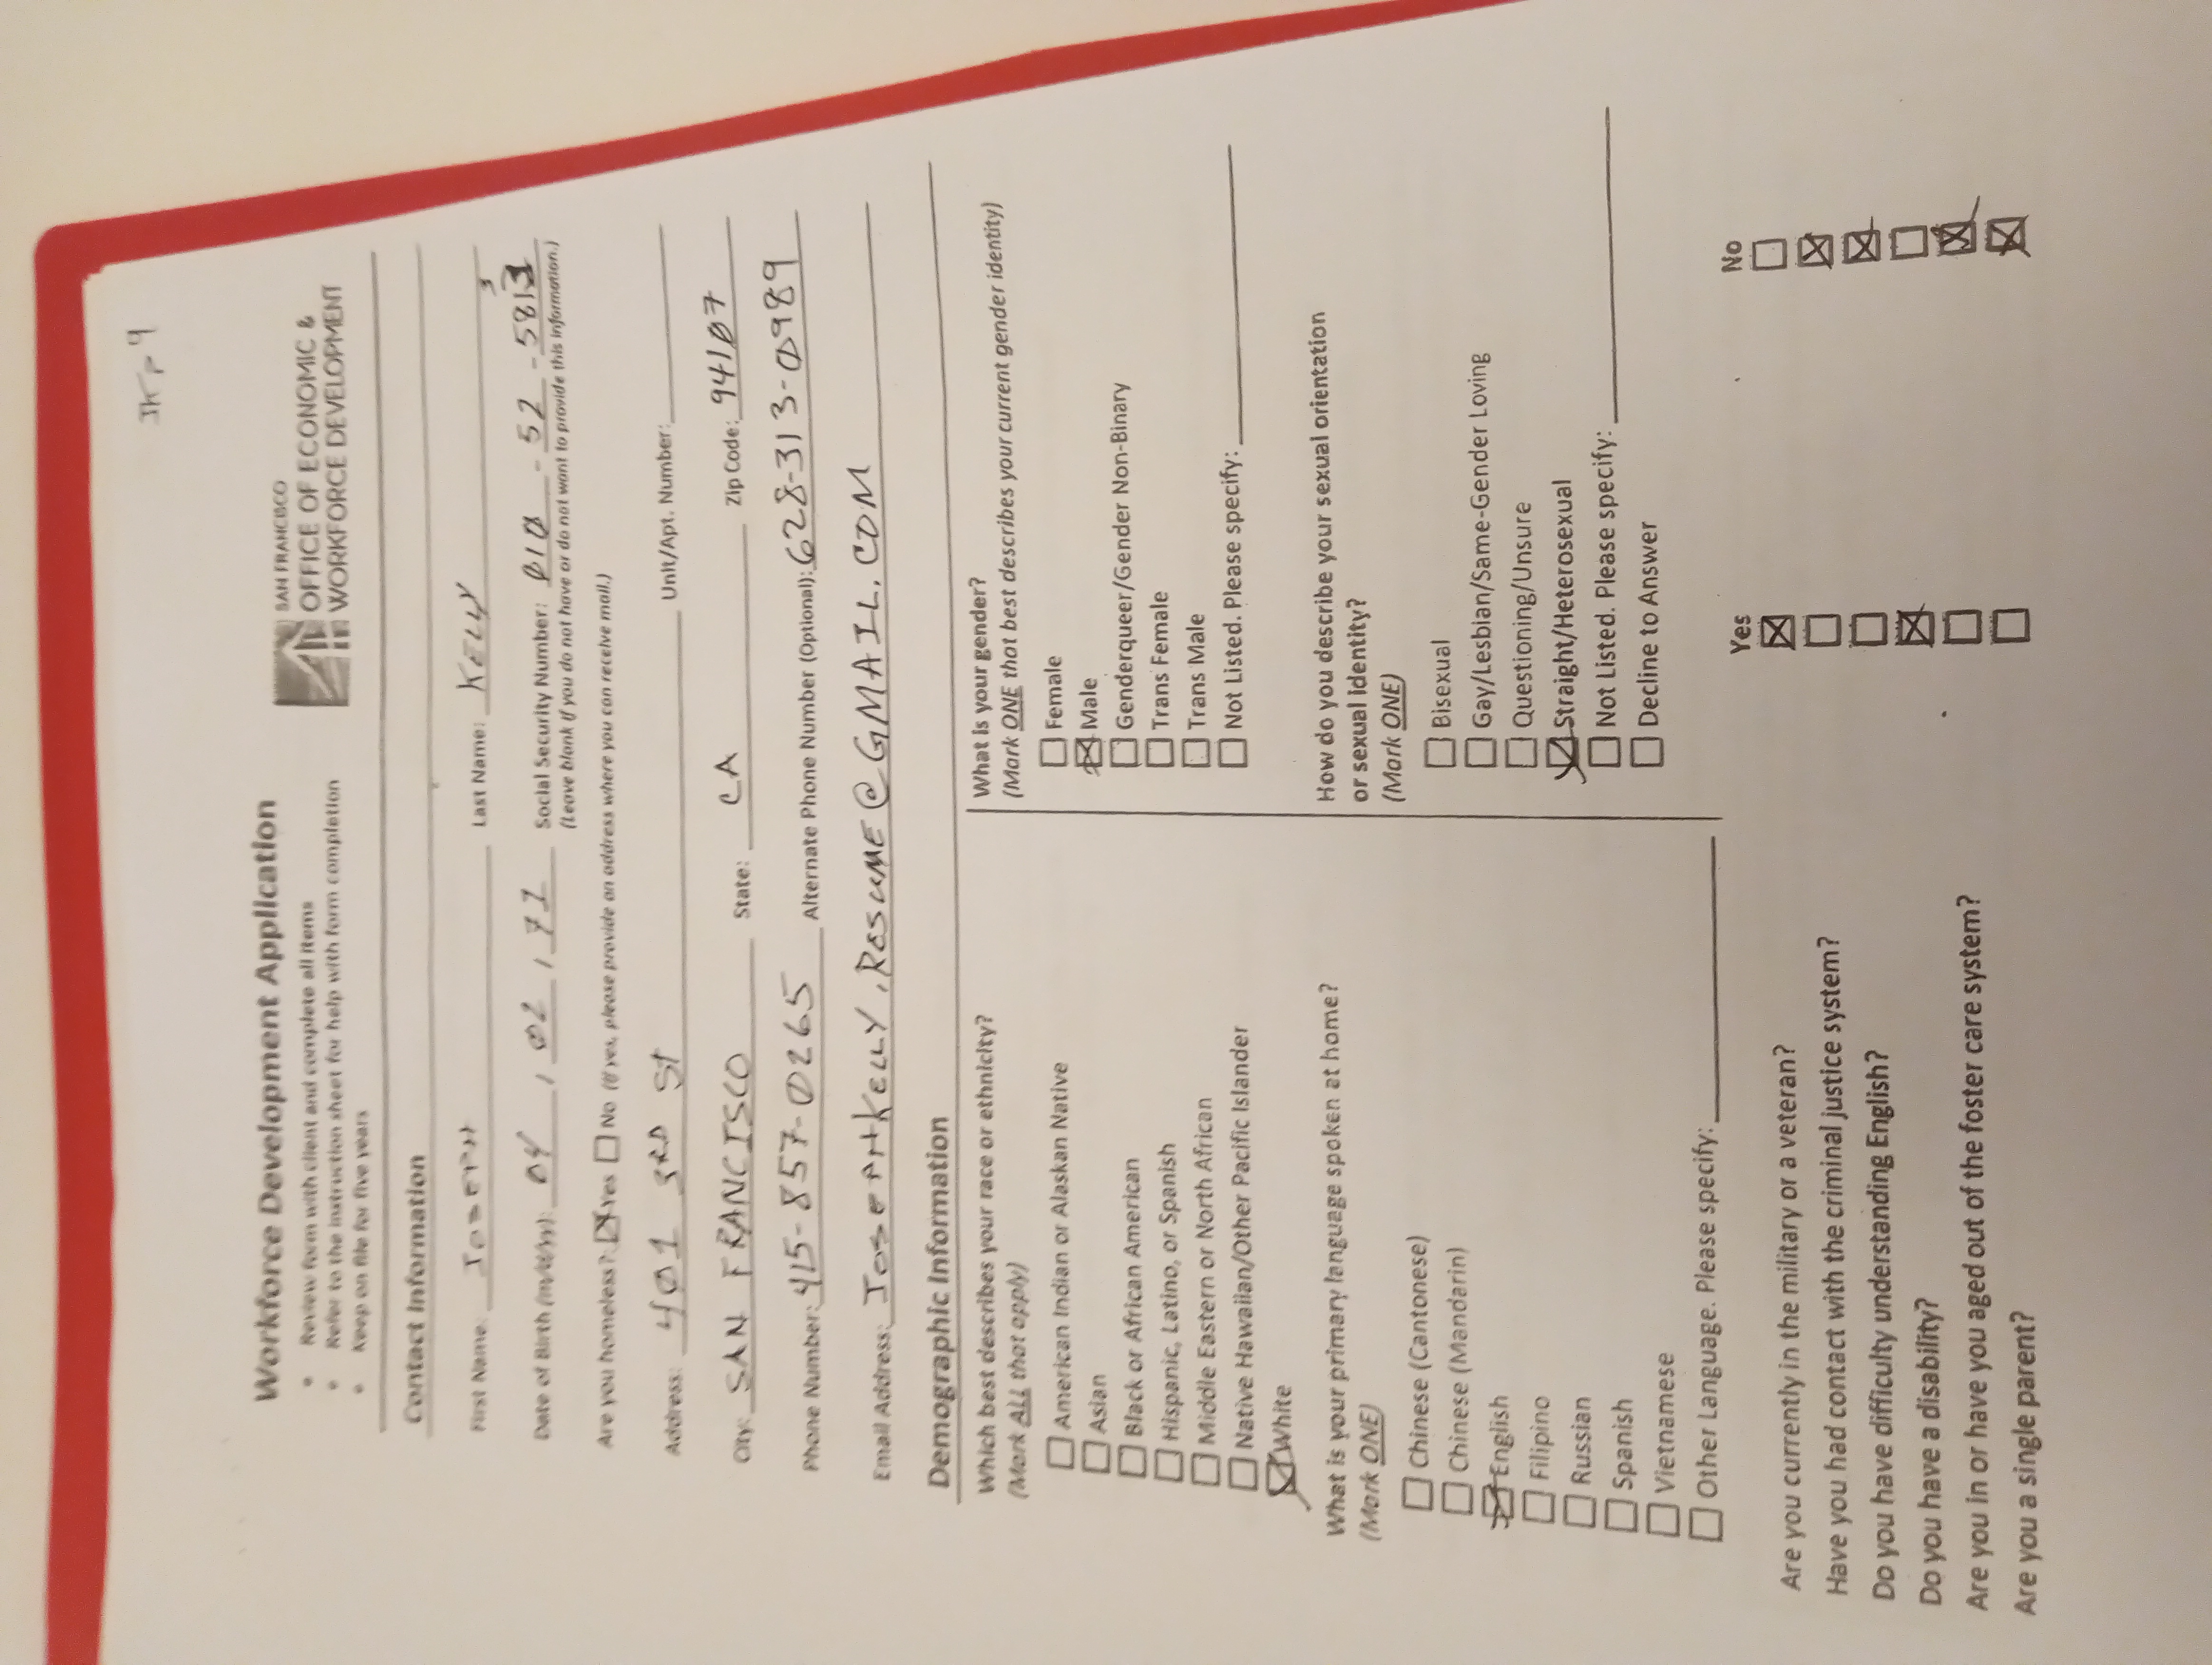 JK p 9
Workforce Development Application
• Review form with client and complete all items
• Refer to the instruction sheet for help with form completion
• Keep on file for five years
SAN FRANCISCO
OFFICE OF ECONOMIC &
WORKFORCE DEVELOPMENT
Contact Information
First Name: JOSEPH Last Name: KELLY
3
Date of Birth (m/d/yy): 04 / 02 / 71 Social Security Number: 010 - 52 - 5813
(Leave blank if you do not have or do not want to provide this information.)
Are you homeless?: ☒ Yes ☐ No (If yes, please provide an address where you can receive mail.)
Address: 401 3RD St Unit/Apt. Number:
City: SAN FRANCISCO State: CA Zip Code: 94107
Phone Number: 415-857-0265 Alternate Phone Number (Optional): 628-313-0989
Email Address: JOSEPHKELLY.RESUME@GMAIL.COM
Demographic Information
Which best describes your race or ethnicity?
(Mark ALL that apply)
☐ American Indian or Alaskan Native
☐ Asian
☐ Black or African American
☐ Hispanic, Latino, or Spanish
☐ Middle Eastern or North African
☐ Native Hawaiian/Other Pacific Islander
☒ White
What is your primary language spoken at home?
(Mark ONE)
☐ Chinese (Cantonese)
☐ Chinese (Mandarin)
☒ English
☐ Filipino
☐ Russian
☐ Spanish
☐ Vietnamese
☐ Other Language. Please specify:
What is your gender?
(Mark ONE that best describes your current gender identity)
☐ Female
☒ Male
☐ Genderqueer/Gender Non-Binary
☐ Trans Female
☐ Trans Male
☐ Not Listed. Please specify:
How do you describe your sexual orientation
or sexual identity?
(Mark ONE)
☐ Bisexual
☐ Gay/Lesbian/Same-Gender Loving
☐ Questioning/Unsure
☒ Straight/Heterosexual
☐ Not Listed. Please specify:
☐ Decline to Answer
Yes No
Are you currently in the military or a veteran? ☒ ☐
Have you had contact with the criminal justice system? ☐ ☒
Do you have difficulty understanding English? ☐ ☒
Do you have a disability? ☒ ☐
Are you in or have you aged out of the foster care system? ☐ ☒
Are you a single parent? ☐ ☒